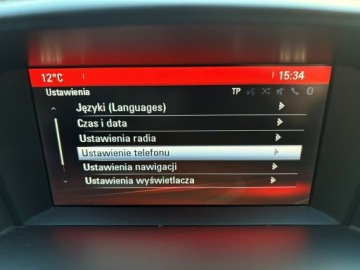 12°C 15:34
Ustawienia TP
Języki (Languages)
Czas i data
Ustawienia radia
Ustawienie telefonu
Ustawienia nawigacji
Ustawienia wyświetlacza